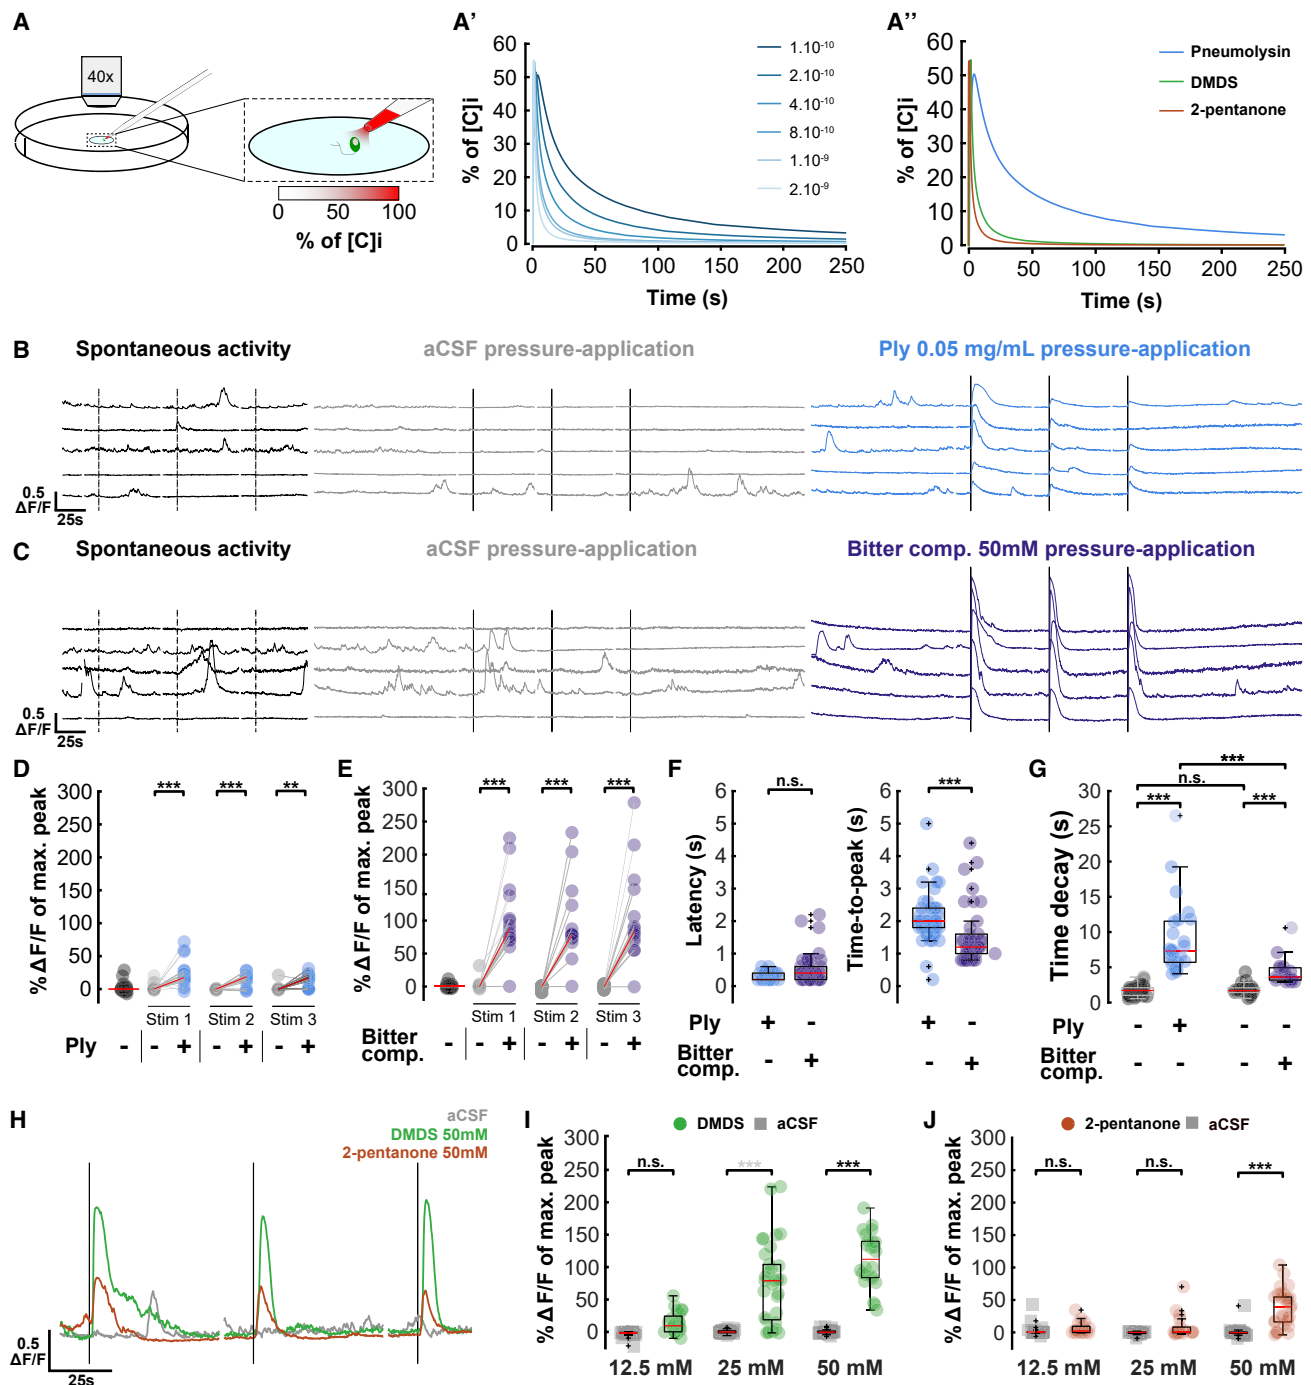 A
40x
0 50 100
% of [C]i
A'
60
50
40
30
20
10
0
% of [C]i
0 50 100 150 200 250
Time (s)
1.10-10
2.10-10
4.10-10
8.10-10
1.10-9
2.10-9
A''
60
50
40
30
20
10
0
% of [C]i
0 50 100 150 200 250
Time (s)
Pneumolysin
DMDS
2-pentanone
B
Spontaneous activity
aCSF pressure-application
Ply 0.05 mg/mL pressure-application
0.5
ΔF/F
25s
C
Spontaneous activity
aCSF pressure-application
Bitter comp. 50mM pressure-application
0.5
ΔF/F
25s
D
% Δ F/F of max. peak
300
250
200
150
100
50
0
*** *** **
Stim 1 Stim 2 Stim 3
Ply - - + - + - +
E
% Δ F/F of max. peak
300
250
200
150
100
50
0
*** *** ***
Stim 1 Stim 2 Stim 3
Bitter comp. - - + - + - +
F
Latency (s)
6
5
4
3
2
1
0
n.s.
Time-to-peak (s)
6
5
4
3
2
1
0
***
Ply + - + -
Bitter comp. - + - +
G
Time decay (s)
30
25
20
15
10
5
0
***
n.s.
*** ***
Ply - + - -
Bitter comp. - - - +
H
aCSF
DMDS 50mM
2-pentanone 50mM
0.5
ΔF/F
25s
I
DMDS aCSF
% Δ F/F of max. peak
300
250
200
150
100
50
0
n.s. *** ***
12.5 mM 25 mM 50 mM
J
2-pentanone aCSF
% Δ F/F of max. peak
300
250
200
150
100
50
0
n.s. n.s. ***
12.5 mM 25 mM 50 mM